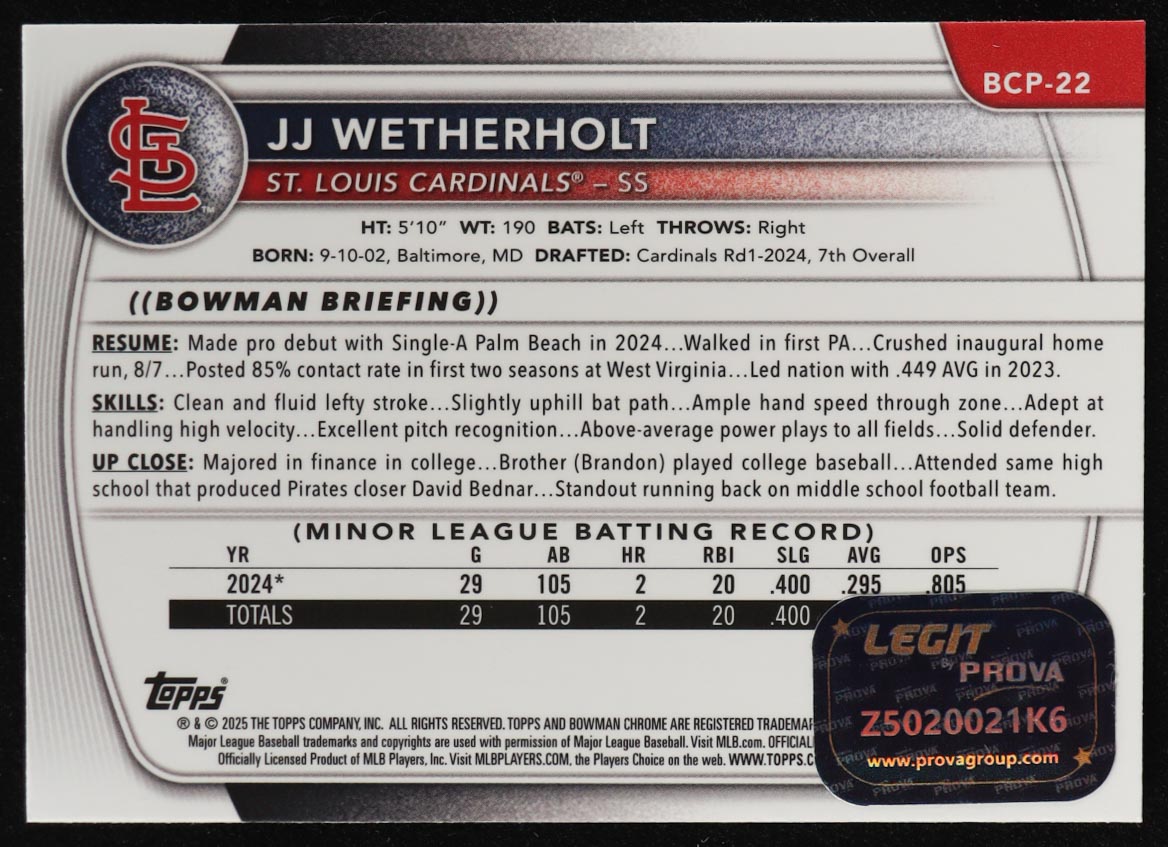 BCP-22
STL
TM
JJ WETHERHOLT
ST. LOUIS CARDINALS® – SS
HT: 5'10" WT: 190 BATS: Left THROWS: Right
BORN: 9-10-02, Baltimore, MD DRAFTED: Cardinals Rd1-2024, 7th Overall
((BOWMAN BRIEFING))
RESUME: Made pro debut with Single-A Palm Beach in 2024...Walked in first PA...Crushed inaugural home
run, 8/7...Posted 85% contact rate in first two seasons at West Virginia...Led nation with .449 AVG in 2023.
SKILLS: Clean and fluid lefty stroke...Slightly uphill bat path...Ample hand speed through zone...Adept at
handling high velocity...Excellent pitch recognition...Above-average power plays to all fields...Solid defender.
UP CLOSE: Majored in finance in college...Brother (Brandon) played college baseball...Attended same high
school that produced Pirates closer David Bednar...Standout running back on middle school football team.
(MINOR LEAGUE BATTING RECORD)
YR G AB HR RBI SLG AVG OPS
2024* 29 105 2 20 .400 .295 .805
TOTALS 29 105 2 20 .400
LEGIT
By PROVA
Z5020021K6
www.provagroup.com
Topps®
® & © 2025 THE TOPPS COMPANY, INC. ALL RIGHTS RESERVED. TOPPS AND BOWMAN CHROME ARE REGISTERED TRADEMAR
Major League Baseball trademarks and copyrights are used with permission of Major League Baseball. Visit MLB.com. OFFICIAL
Officially Licensed Product of MLB Players, Inc. Visit MLBPLAYERS.COM, the Players Choice on the web. WWW.TOPPS.C